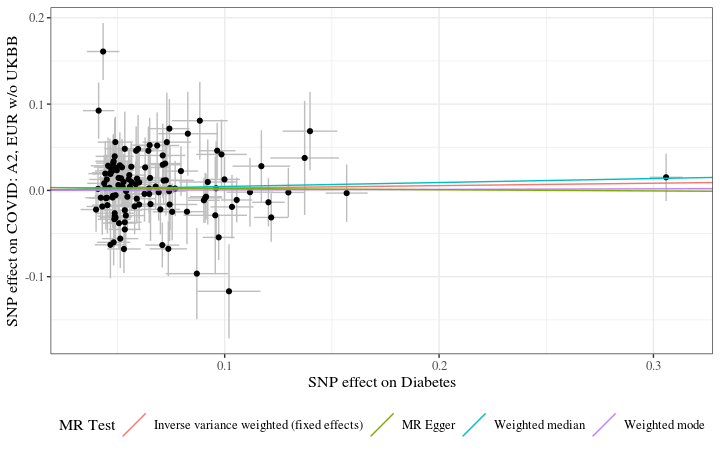 0.2
0.1
0.0
-0.1
SNP effect on COVID: A2, EUR w/o UKBB
0.1 0.2 0.3
SNP effect on Diabetes
MR Test Inverse variance weighted (fixed effects) MR Egger Weighted median Weighted mode